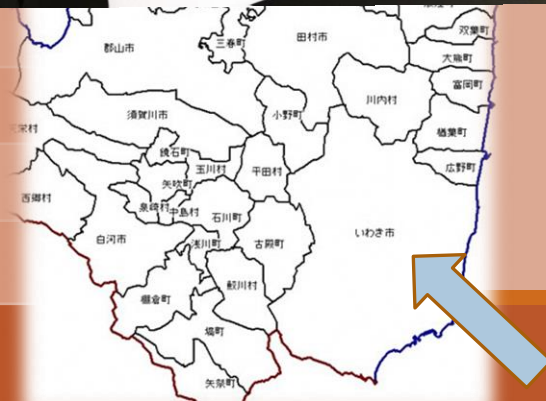 双葉町
田村市
三春町
郡山市
大熊町
富岡町
川内村
須賀川市
小野町
楢葉町
鏡石町
広野町
玉川村
平田村
矢吹町
西郷村
泉崎村
中島村
石川町
いわき市
白河市
浅川町
古殿町
鮫川村
棚倉町
塙町
矢祭町